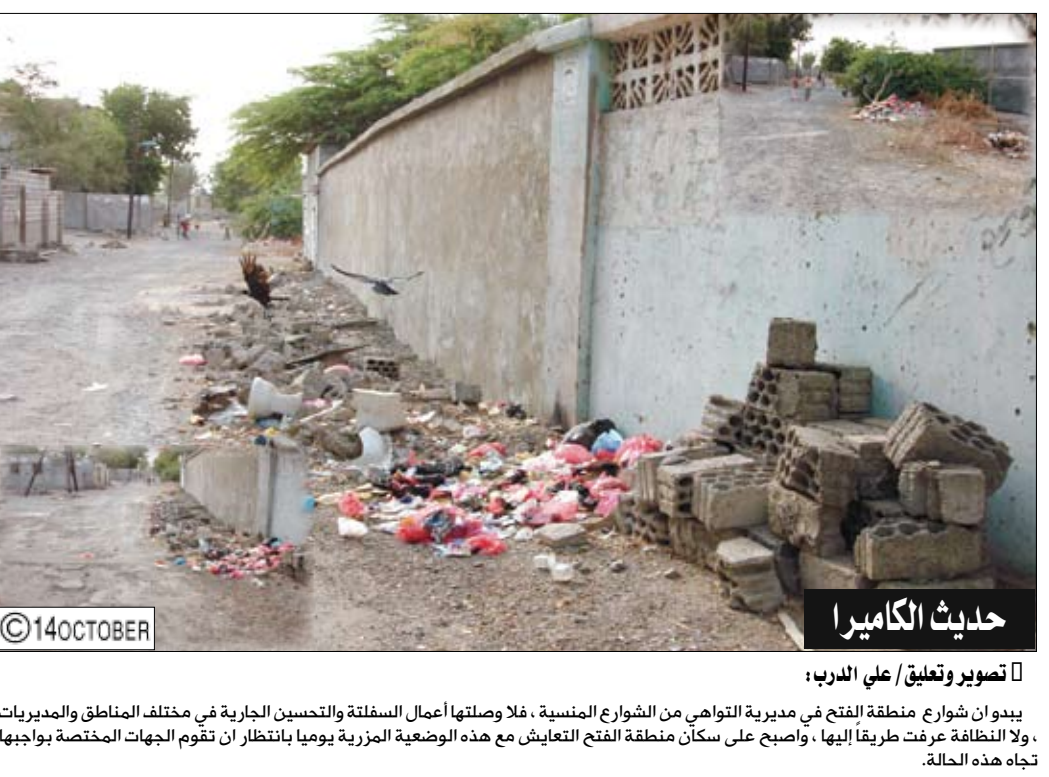 ©14OCTOBER
حديث الكاميرا
تصوير وتعليق/ علي الدرب :
يبدو ان شوارع منطقة الفتح في مديرية التواهي من الشوارع المنسية ، فلا وصلتها أعمال السفلتة والتحسين الجارية في مختلف المناطق والمديريات
، ولا النظافة عرفت طريقاً إليها ، واصبح على سكان منطقة الفتح التعايش مع هذه الوضعية المزرية يوميا بانتظار ان تقوم الجهات المختصة بواجبها
تجاه هذه الحالة.